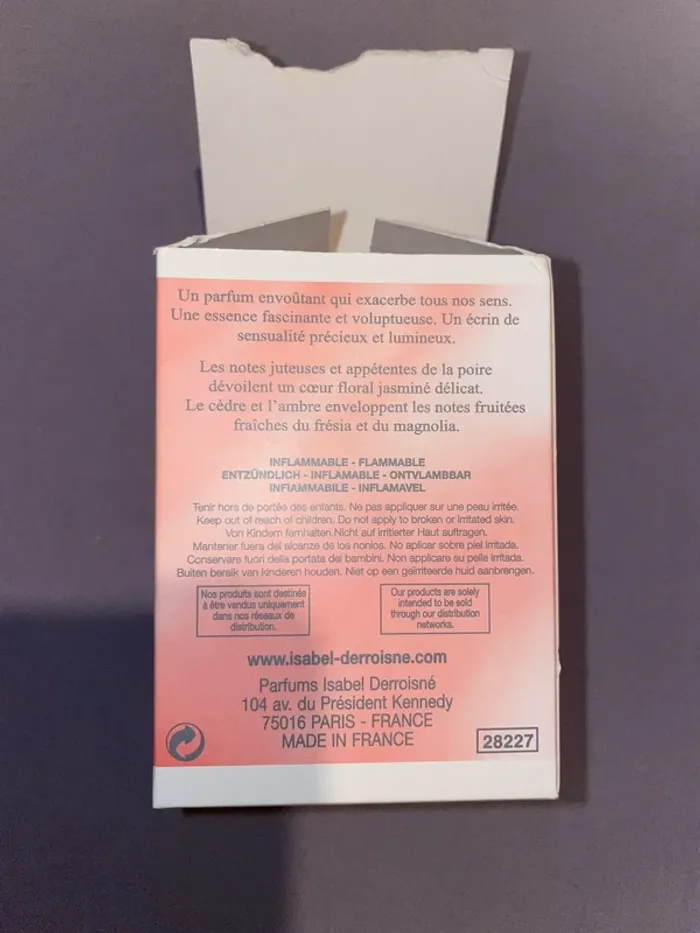 Un parfum envoûtant qui exacerbe tous nos sens.
Une essence fascinante et voluptueuse. Un écrin de
sensualité précieux et lumineux.
Les notes juteuses et appétentes de la poire
dévoilent un cœur floral jasminé délicat.
Le cèdre et l'ambre enveloppent les notes fruitées
fraîches du frésia et du magnolia.
INFLAMMABLE - FLAMMABLE
ENTZÜNDLICH - INFLAMABLE - ONTVLAMBBAR
INFIAMMABILE - INFLAMAVEL
Tenir hors de portée des enfants. Ne pas appliquer sur une peau irritée.
Keep out of reach of children. Do not apply to broken or irritated skin.
Von Kindern fernhalten.Nicht auf irritierter Haut auftragen.
Mantener fuera del alcanze de los nonios. No aplicar sobre piel irritada.
Conservare fuori della portata dei bambini. Non applicare su pelle irritada.
Buiten bereik van kinderen houden. Niet op een geïrriteerde huid aanbrengen.
Nos produits sont destinés
à être vendus uniquement
dans nos réseaux de
distribution.
Our products are solely
intended to be sold
through our distribution
networks.
www.isabel-derroisne.com
Parfums Isabel Derroisné
104 av. du Président Kennedy
75016 PARIS - FRANCE
MADE IN FRANCE
28227